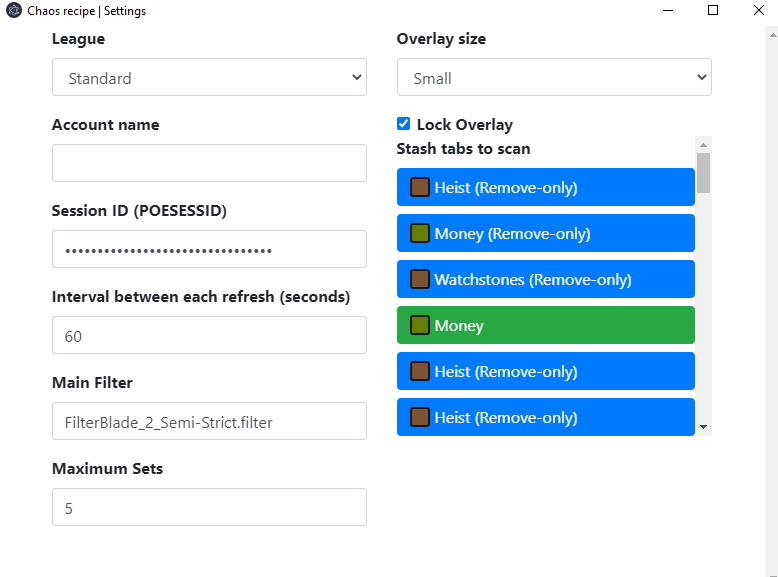 Chaos recipe | Settings
League
Standard
Account name
Session ID (POESESSID)
••••••••••••••••••••••••••••••••
Interval between each refresh (seconds)
60
Main Filter
FilterBlade_2_Semi-Strict.filter
Maximum Sets
5
Overlay size
Small
Lock Overlay
Stash tabs to scan
Heist (Remove-only)
Money (Remove-only)
Watchstones (Remove-only)
Money
Heist (Remove-only)
Heist (Remove-only)